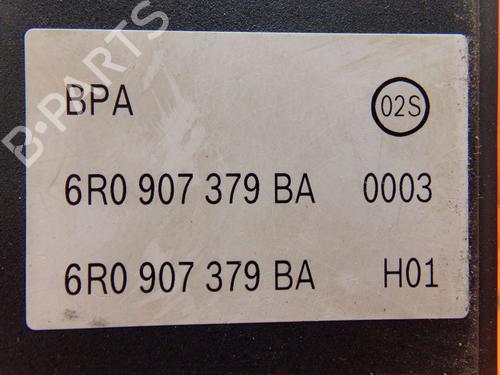 B-PARTS
BPA 02S
6R0 907 379 BA 0003
6R0 907 379 BA H01